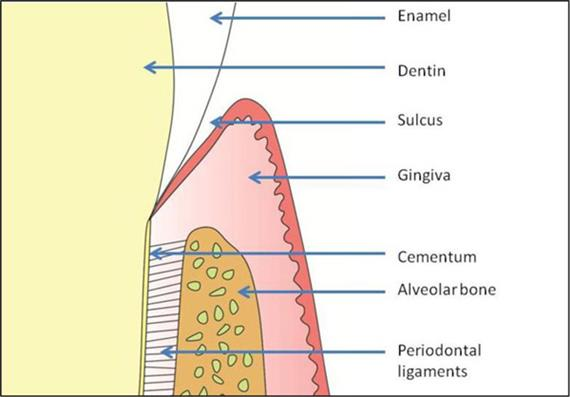 Enamel
Dentin
Sulcus
Gingiva
Cementum
Alveolar bone
Periodontal
ligaments